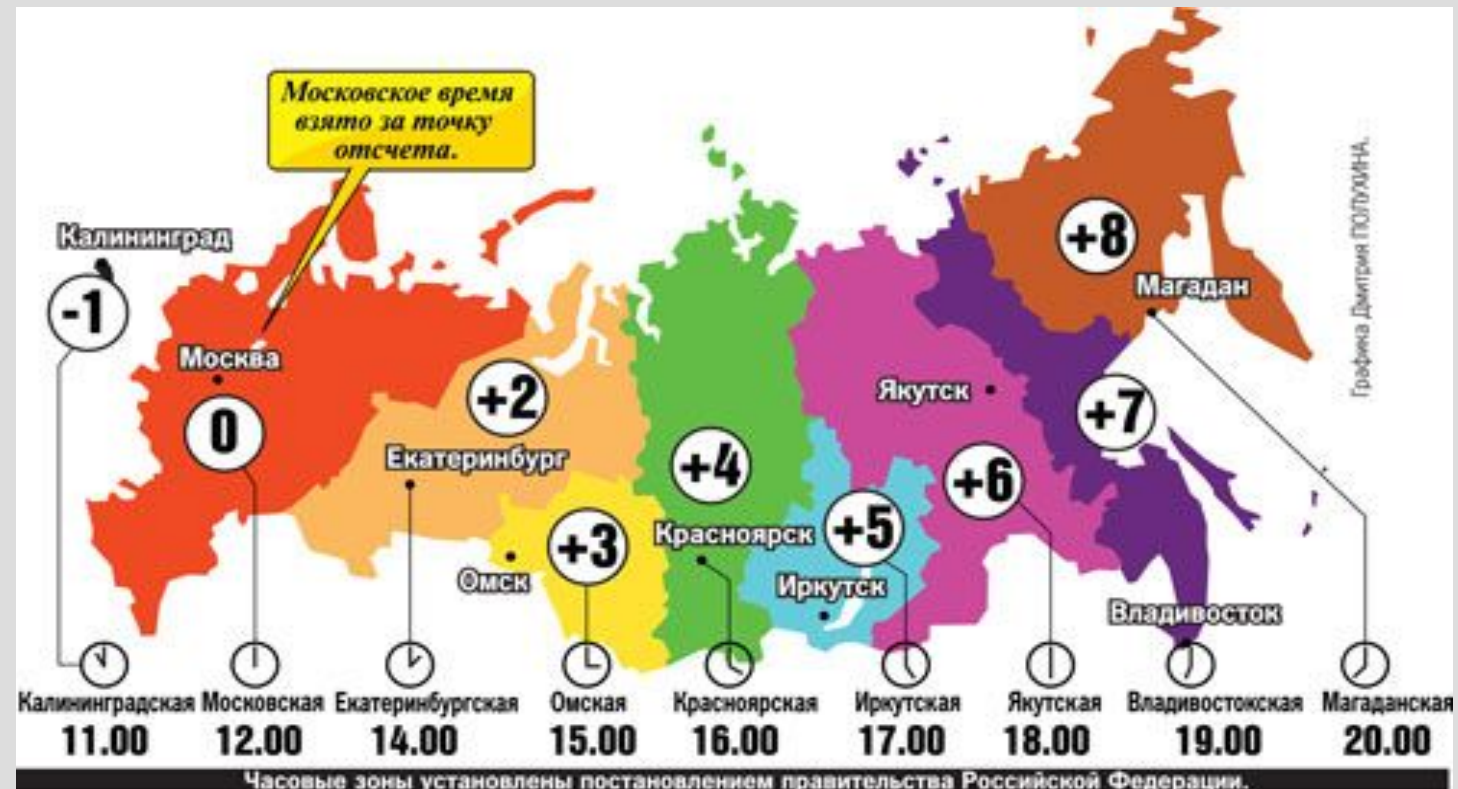 Московское время
взято за точку
отсчета.
Калининград
-1
Москва
0
+2
Екатеринбург
Омск
+3
+4
Красноярск
+5
Иркутск
Якутск
+6
+7
Владивосток
+8
Магадан
Графика Дмитрия ПОЛУХИНА.
Калининградская Московская Екатеринбургская Омская Красноярская Иркутская Якутская Владивостокская Магаданская
11.00 12.00 14.00 15.00 16.00 17.00 18.00 19.00 20.00
Часовые зоны установлены постановлением правительства Российской Федерации.